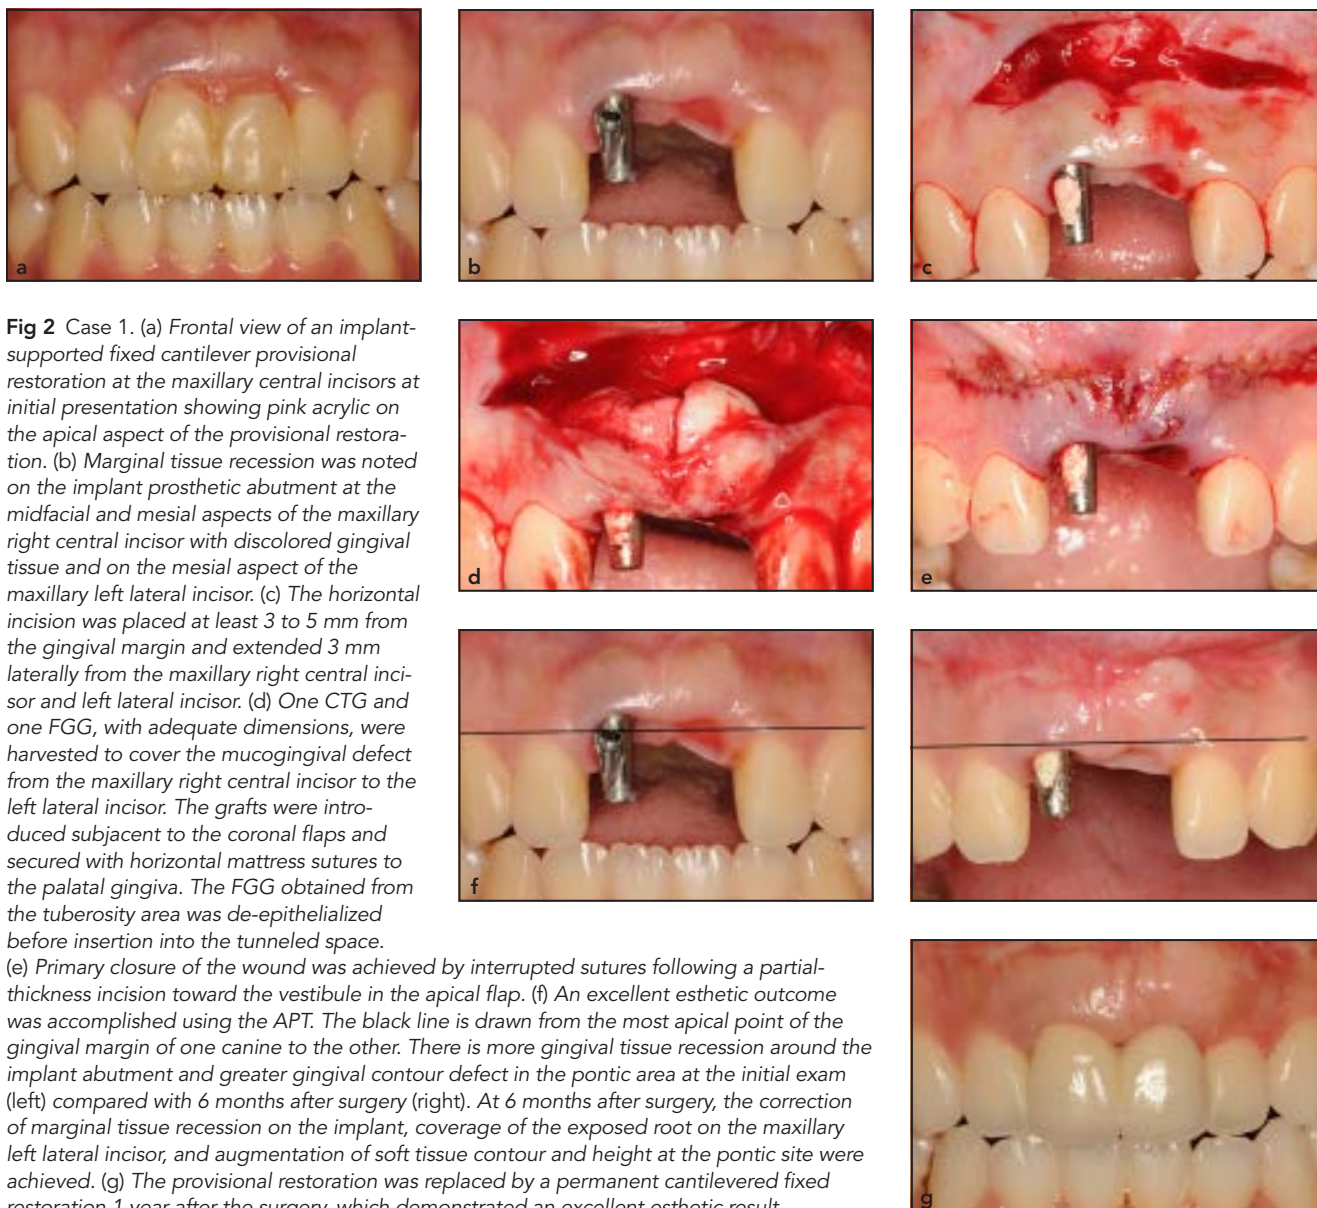 a
b
c
Fig 2 Case 1. (a) Frontal view of an implant-
supported fixed cantilever provisional
restoration at the maxillary central incisors at
initial presentation showing pink acrylic on
the apical aspect of the provisional restora-
tion. (b) Marginal tissue recession was noted
on the implant prosthetic abutment at the
midfacial and mesial aspects of the maxillary
right central incisor with discolored gingival
tissue and on the mesial aspect of the
maxillary left lateral incisor. (c) The horizontal
incision was placed at least 3 to 5 mm from
the gingival margin and extended 3 mm
laterally from the maxillary right central inci-
sor and left lateral incisor. (d) One CTG and
one FGG, with adequate dimensions, were
harvested to cover the mucogingival defect
from the maxillary right central incisor to the
left lateral incisor. The grafts were intro-
duced subjacent to the coronal flaps and
secured with horizontal mattress sutures to
the palatal gingiva. The FGG obtained from
the tuberosity area was de-epithelialized
before insertion into the tunneled space.
(e) Primary closure of the wound was achieved by interrupted sutures following a partial-
thickness incision toward the vestibule in the apical flap. (f) An excellent esthetic outcome
was accomplished using the APT. The black line is drawn from the most apical point of the
gingival margin of one canine to the other. There is more gingival tissue recession around the
implant abutment and greater gingival contour defect in the pontic area at the initial exam
(left) compared with 6 months after surgery (right). At 6 months after surgery, the correction
of marginal tissue recession on the implant, coverage of the exposed root on the maxillary
left lateral incisor, and augmentation of soft tissue contour and height at the pontic site were
achieved. (g) The provisional restoration was replaced by a permanent cantilevered fixed
restoration 1 year after the surgery, which demonstrated an excellent esthetic result.
d
e
f
g